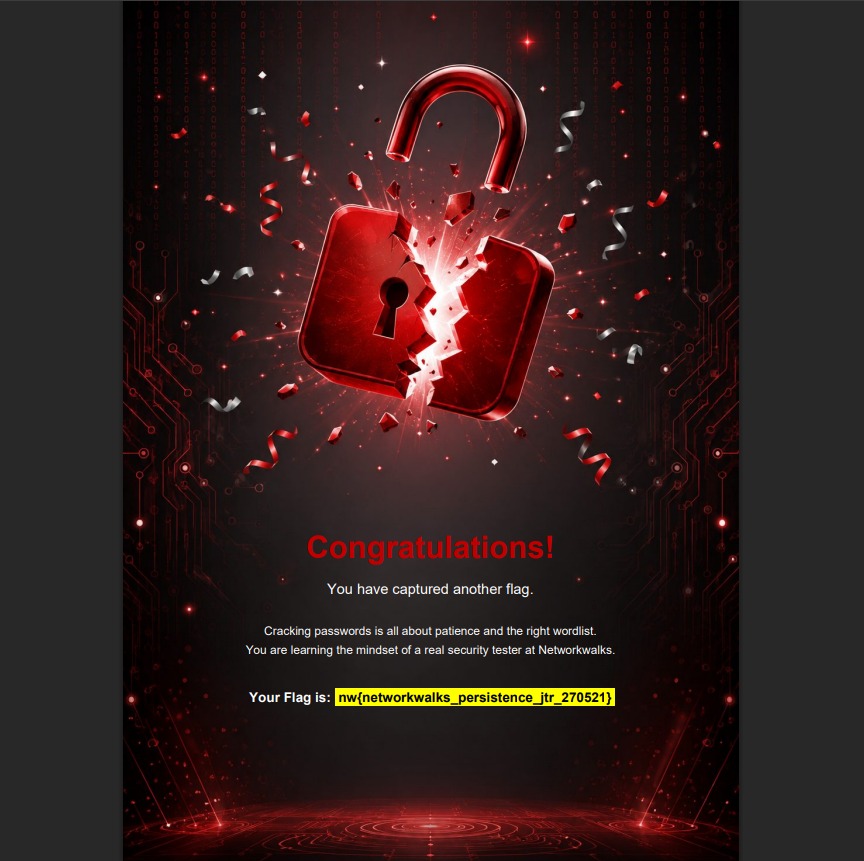 Congratulations!
You have captured another flag.
Cracking passwords is all about patience and the right wordlist.
You are learning the mindset of a real security tester at Networkwalks.
Your Flag is: nw{networkwalks_persistence_jtr_270521}